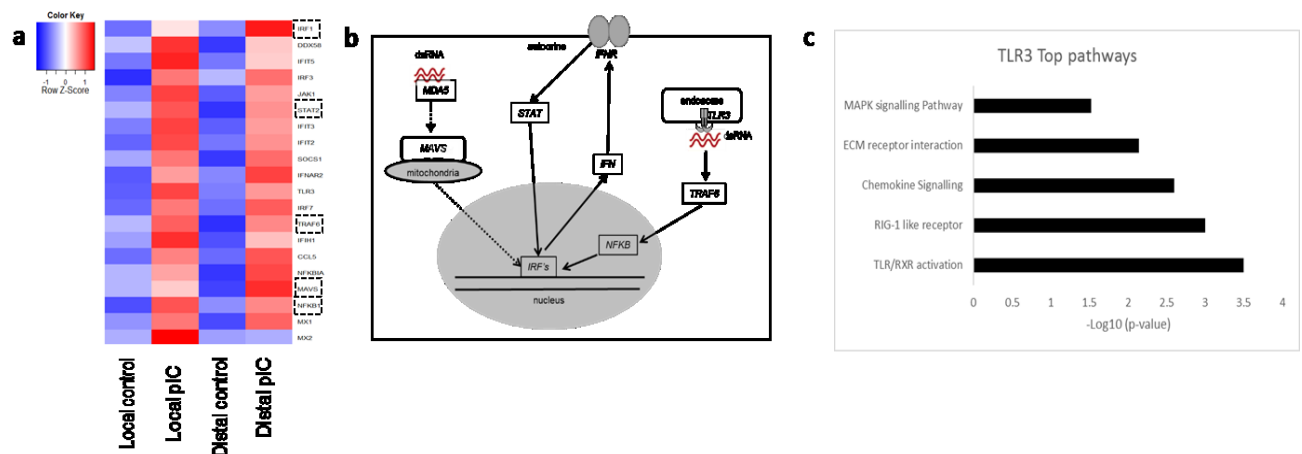 a
Color Key
-1 0 1
Row Z-Score
IRF1
DDX58
IFIT5
IRF3
JAK1
STAT2
IFIT3
IFIT2
SOCS1
IFNAR2
TLR3
IRF7
TRAF6
IFIH1
CCL5
NFKBIA
MAVS
NFKB1
MX1
MX2
Local control
Local pIC
Distal control
Distal pIC
b
autocrine
IFNR
dsRNA
MDA5
MAVS
mitochondria
STAT
IFN
endosome
TLR3
dsRNA
TRAF6
NFKB
IRF's
nucleus
c
TLR3 Top pathways
MAPK signalling Pathway
ECM receptor interaction
Chemokine Signalling
RIG-1 like receptor
TLR/RXR activation
0 0.5 1 1.5 2 2.5 3 3.5 4
-Log10 (p-value)